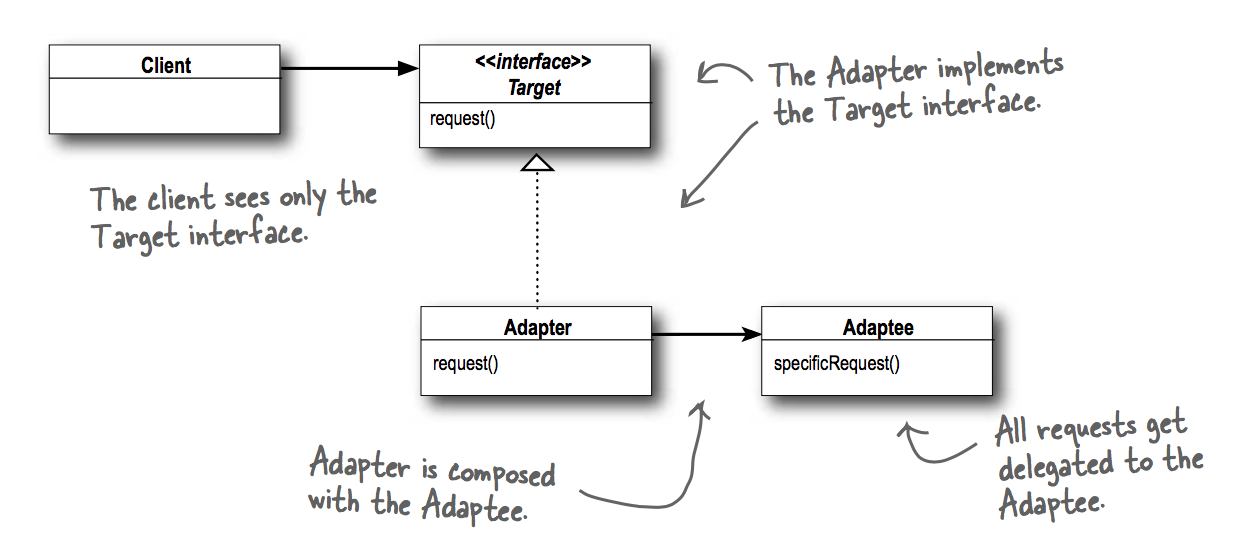 Client
<<interface>>
Target
request()
The Adapter implements
the Target interface.
The client sees only the
Target interface.
Adapter
request()
Adaptee
specificRequest()
Adapter is composed
with the Adaptee.
All requests get
delegated to the
Adaptee.